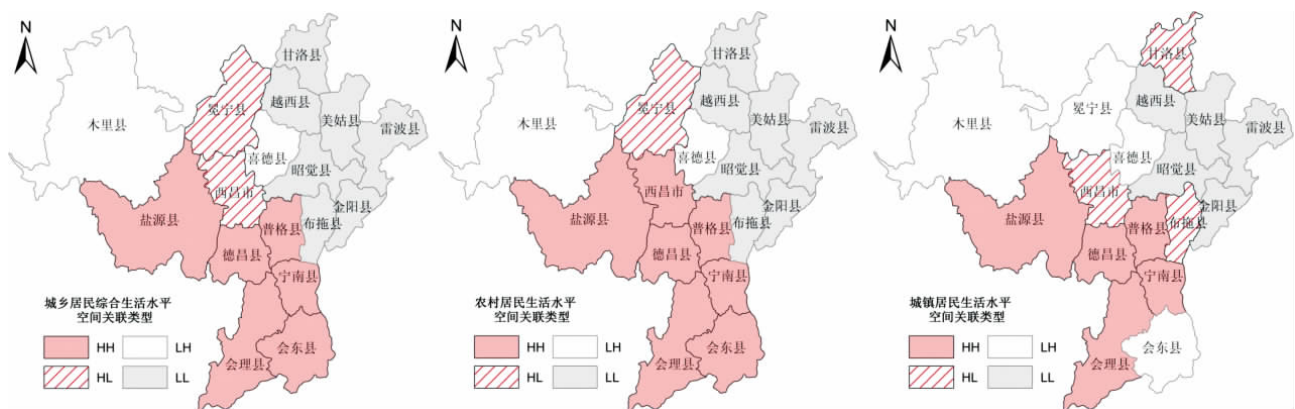 N
甘洛县
越西县
冕宁县
美姑县
雷波县
木里县
喜德县
昭觉县
西昌市
金阳县
盐源县
普格县
布拖县
德昌县
宁南县
会东县
会理县
城乡居民综合生活水平
空间关联类型
HH
LH
HL
LL
N
甘洛县
越西县
冕宁县
美姑县
雷波县
木里县
喜德县
昭觉县
西昌市
金阳县
盐源县
普格县
布拖县
德昌县
宁南县
会东县
会理县
农村居民生活水平
空间关联类型
HH
LH
HL
LL
N
甘洛县
越西县
冕宁县
美姑县
雷波县
木里县
喜德县
昭觉县
西昌市
金阳县
盐源县
普格县
布拖县
德昌县
宁南县
会东县
会理县
城镇居民生活水平
空间关联类型
HH
LH
HL
LL